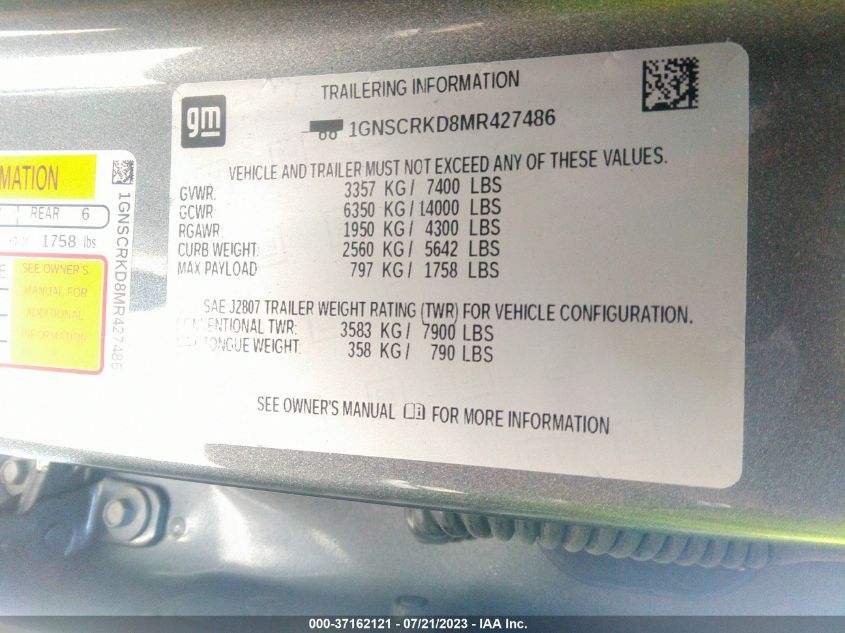 TRAILERING INFORMATION
gm
1GNSCRKD8MR427486
VEHICLE AND TRAILER MUST NOT EXCEED ANY OF THESE VALUES.
GVWR: 3357 KG/ 7400 LBS
GCWR: 6350 KG/ 14000 LBS
RGAWR: 1950 KG/ 4300 LBS
CURB WEIGHT: 2560 KG/ 5642 LBS
MAX PAYLOAD 797 KG/ 1758 LBS
SAE J2807 TRAILER WEIGHT RATING (TWR) FOR VEHICLE CONFIGURATION.
CONVENTIONAL TWR: 3583 KG/ 7900 LBS
MAX TONGUE WEIGHT: 358 KG/ 790 LBS
SEE OWNER'S MANUAL FOR MORE INFORMATION
MATION
REAR 6
1758 lbs
SEE OWNER'S
MANUAL FOR
ADDITIONAL
INFORMATION
1GNSCRKD8MR427486
000-37162121 - 07/21/2023 - IAA Inc.